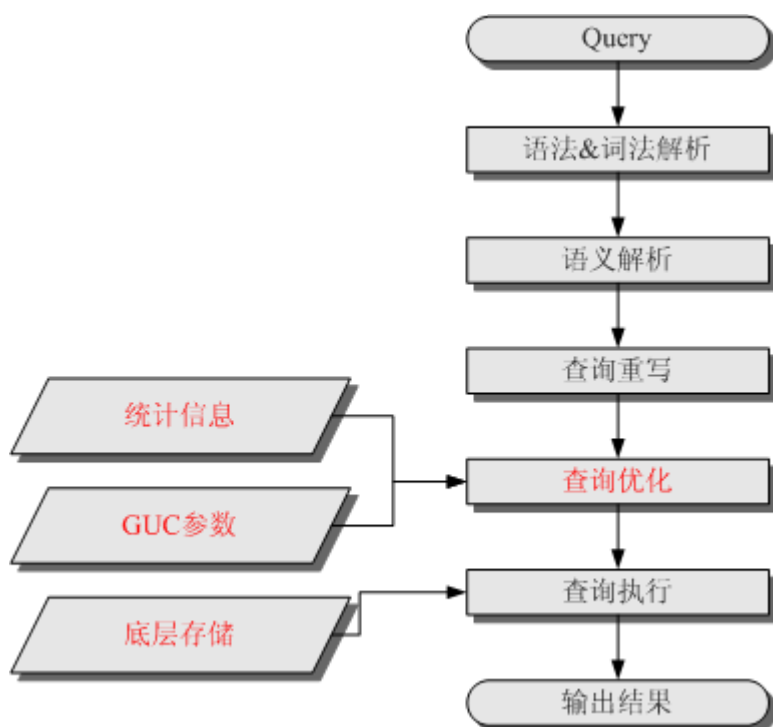 Query
语法&词法解析
语义解析
查询重写
统计信息
查询优化
GUC参数
查询执行
底层存储
输出结果